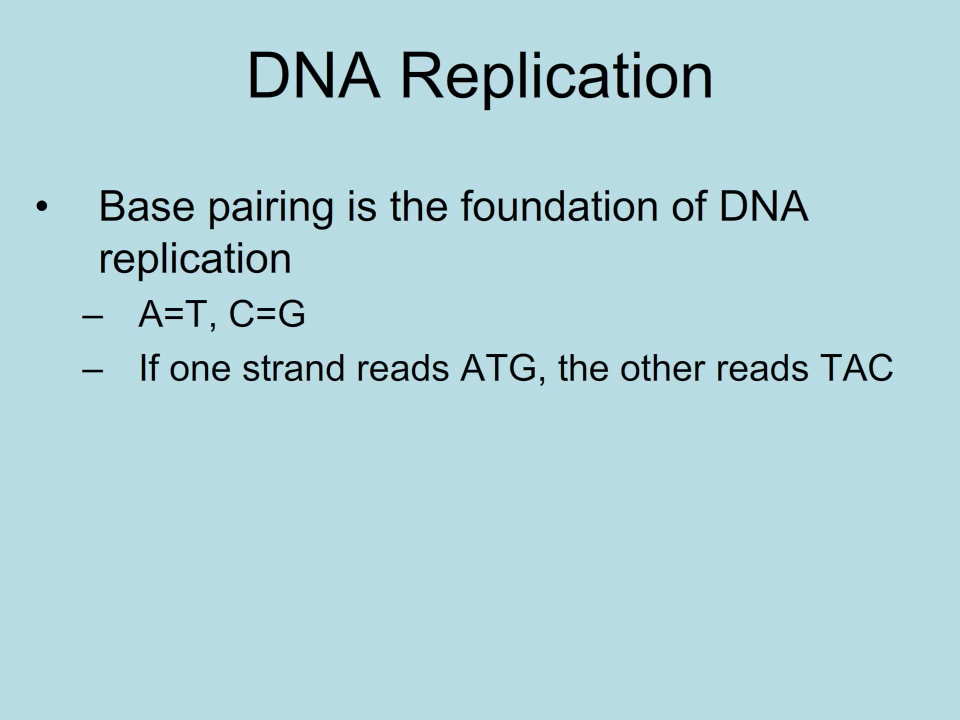 DNA Replication
• Base pairing is the foundation of DNA
replication
– A=T, C=G
– If one strand reads ATG, the other reads TAC